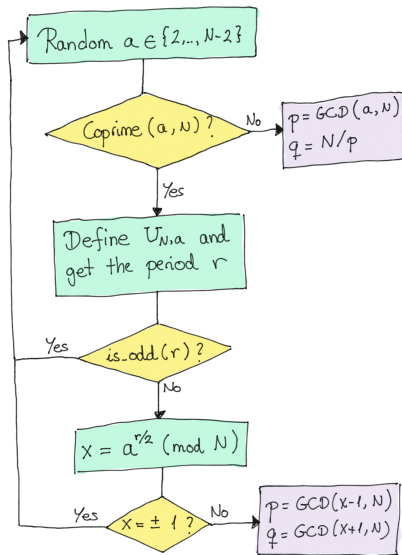 Random a ∈ {2,.., N-2}
Coprime (a, N) ?
No
p = GCD (a, N)
q = N/p
Yes
Define U_{N,a} and
get the period r
Yes
is_odd (r) ?
No
x = a^{r/2} (mod N)
Yes
x = ± 1 ?
No
p = GCD (x-1, N)
q = GCD (x+1, N)